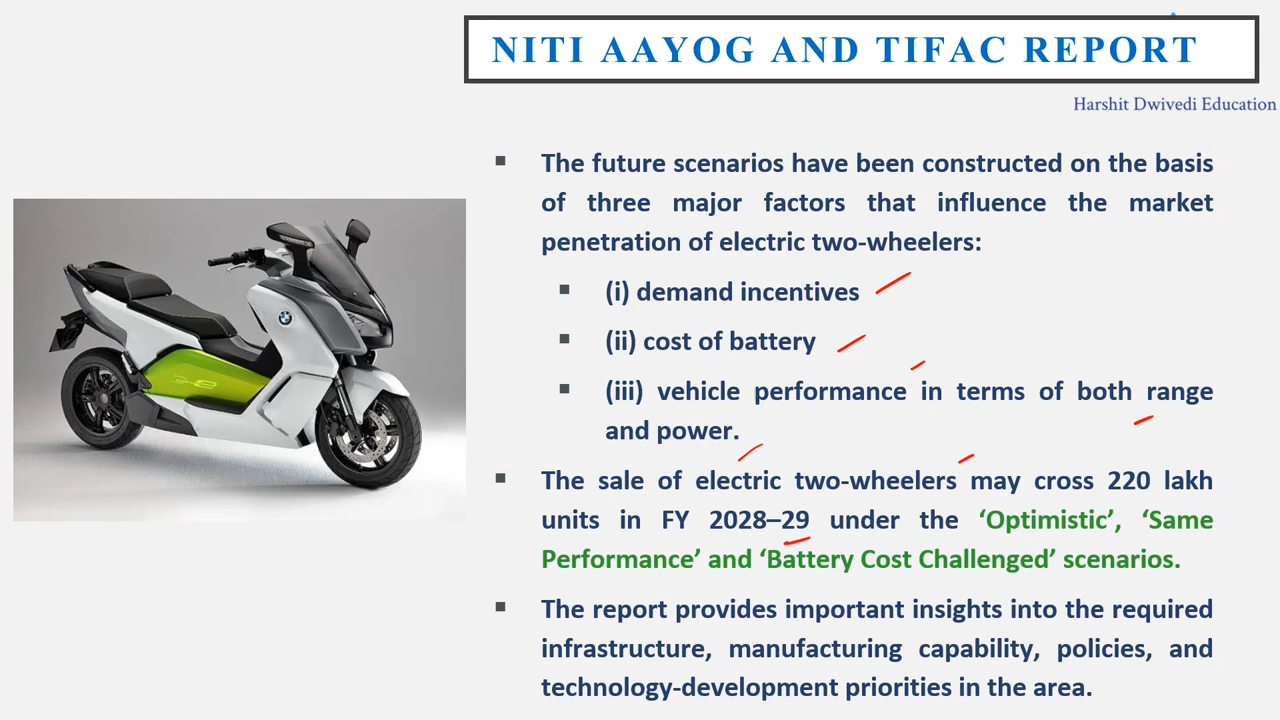 NITI AAYOG AND TIFAC REPORT
Harshit Dwivedi Education
▪ The future scenarios have been constructed on the basis
of three major factors that influence the market
penetration of electric two-wheelers:
▪ (i) demand incentives
▪ (ii) cost of battery
▪ (iii) vehicle performance in terms of both range
and power.
▪ The sale of electric two-wheelers may cross 220 lakh
units in FY 2028–29 under the ‘Optimistic’, ‘Same
Performance’ and ‘Battery Cost Challenged’ scenarios.
▪ The report provides important insights into the required
infrastructure, manufacturing capability, policies, and
technology-development priorities in the area.